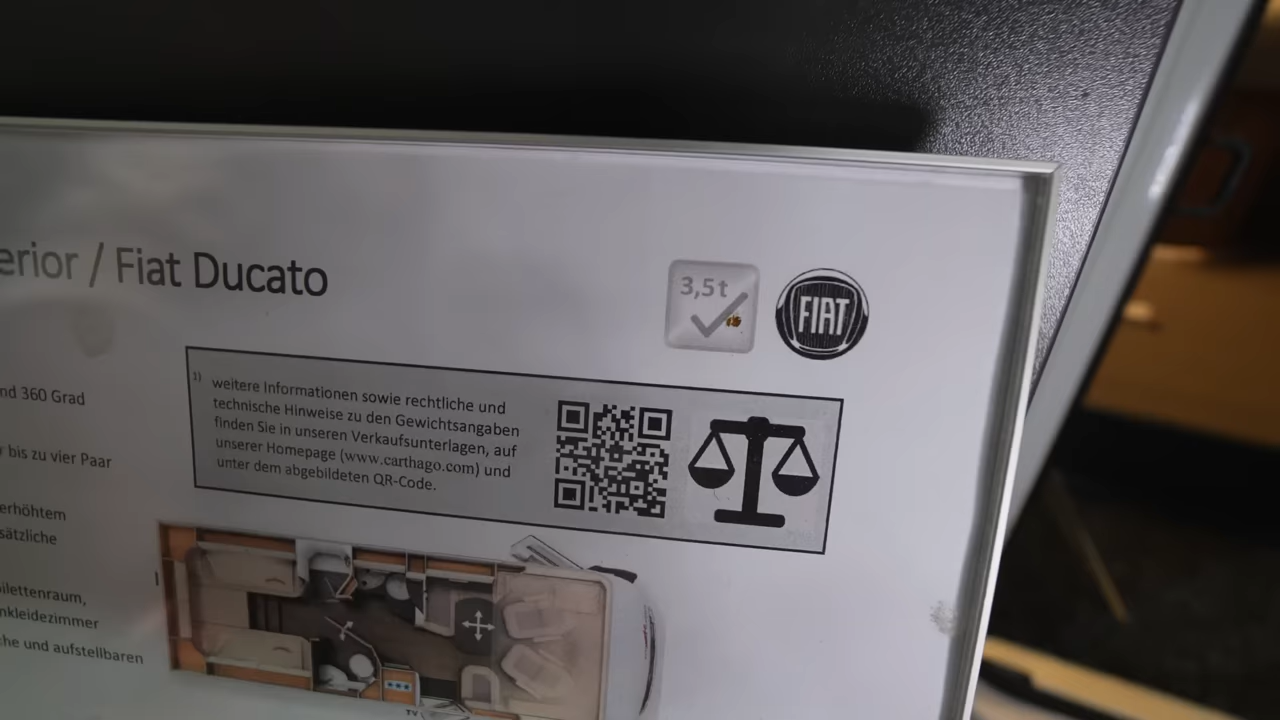 erior / Fiat Ducato
3,5t
FIAT
nd 360 Grad
bis zu vier Paar
erhöhtem
sätzliche
ilettenraum,
nkleidezimmer
che und aufstellbaren
1) weitere Informationen sowie rechtliche und
technische Hinweise zu den Gewichtsangaben
finden Sie in unseren Verkaufsunterlagen, auf
unserer Homepage (www.carthago.com) und
unter dem abgebildeten QR-Code.
TV